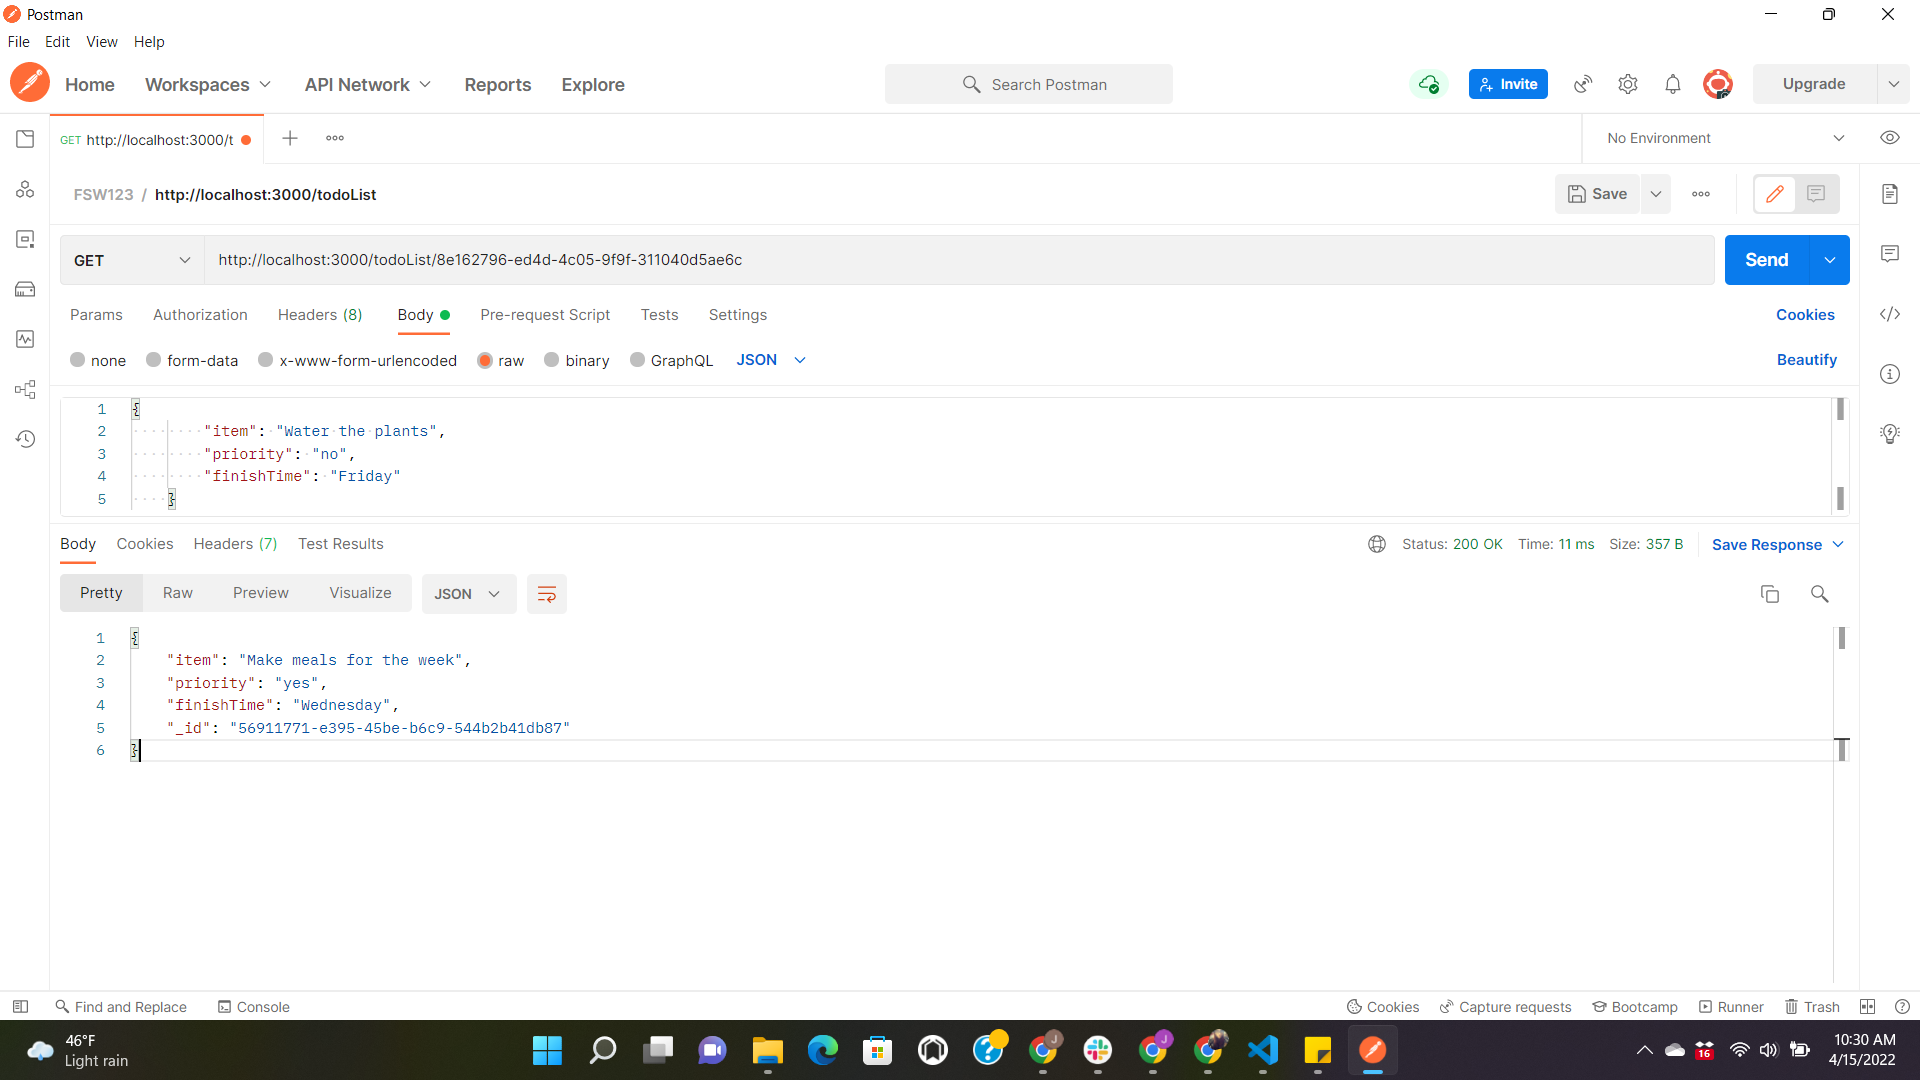 Postman
File Edit View Help
Home Workspaces API Network Reports Explore Search Postman Invite Upgrade
GET http://localhost:3000/t No Environment
FSW123 / http://localhost:3000/todoList Save
GET http://localhost:3000/todoList/8e162796-ed4d-4c05-9f9f-311040d5ae6c Send
Params Authorization Headers (8) Body Pre-request Script Tests Settings Cookies
none form-data x-www-form-urlencoded raw binary GraphQL JSON Beautify
1 {
2 "item": "Water the plants",
3 "priority": "no",
4 "finishTime": "Friday"
5 }
Body Cookies Headers (7) Test Results Status: 200 OK Time: 11 ms Size: 357 B Save Response
Pretty Raw Preview Visualize JSON
1 {
2 "item": "Make meals for the week",
3 "priority": "yes",
4 "finishTime": "Wednesday",
5 "_id": "56911771-e395-45be-b6c9-544b2b41db87"
6 }
Find and Replace Console Cookies Capture requests Bootcamp Runner Trash
46°F
Light rain
J
J
16
10:30 AM
4/15/2022